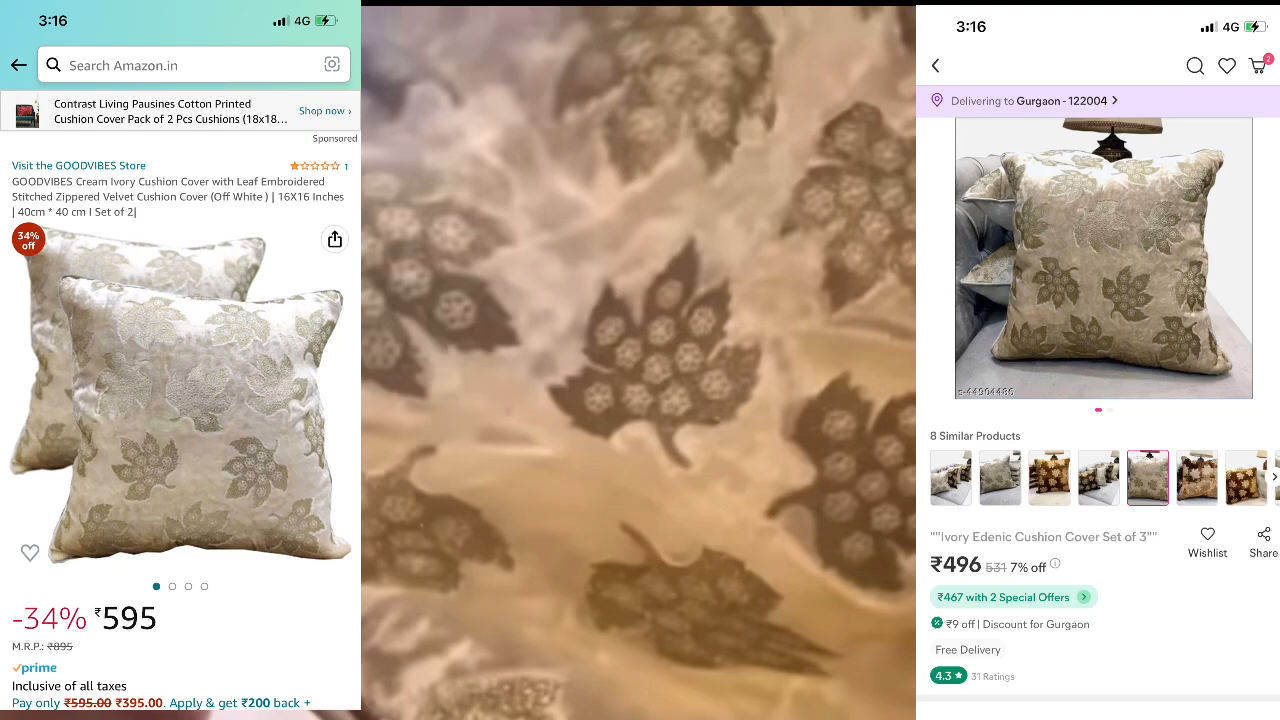 3:16
4G
Search Amazon.in
Contrast Living Pausines Cotton Printed
Cushion Cover Pack of 2 Pcs Cushions (18x18...
Shop now ›
Sponsored
Visit the GOODVIBES Store
1
GOODVIBES Cream Ivory Cushion Cover with Leaf Embroidered
Stitched Zippered Velvet Cushion Cover (Off White ) | 16X16 Inches
| 40cm * 40 cm I Set of 2|
34%
off
-34% ₹595
M.R.P.: ₹895
prime
Inclusive of all taxes
Pay only ₹595.00 ₹395.00. Apply & get ₹200 back +
3:16
4G
2
Delivering to Gurgaon - 122004
s-44904486
8 Similar Products
""Ivory Edenic Cushion Cover Set of 3""
Wishlist
Share
₹496 531 7% off
₹467 with 2 Special Offers
₹9 off | Discount for Gurgaon
Free Delivery
4.3 ★ 31 Ratings